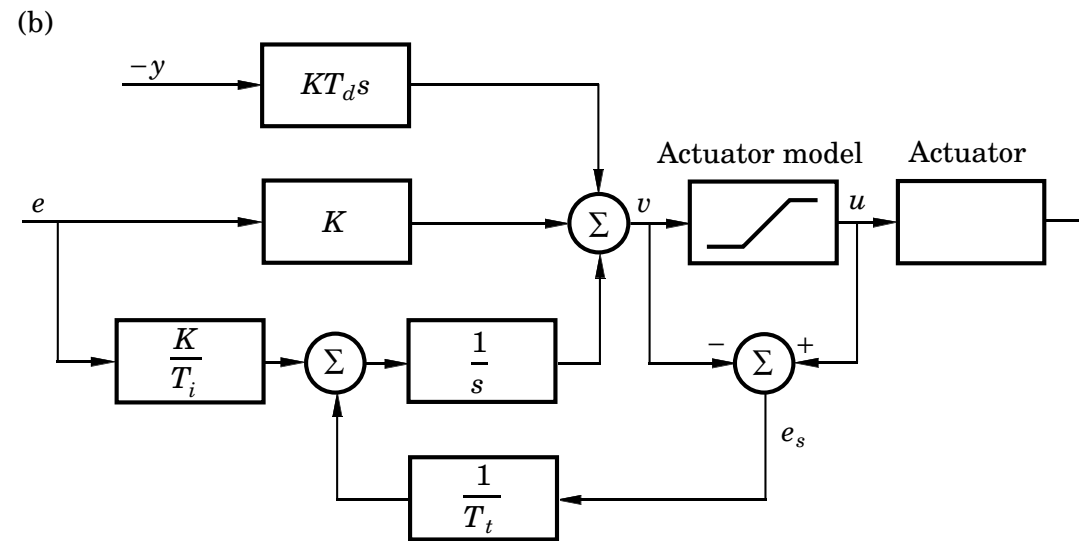 (b)
−y
KT_d s
Actuator model
Actuator
e
K
Σ
v
u
K/T_i
Σ
1/s
−
Σ
+
e_s
1/T_t